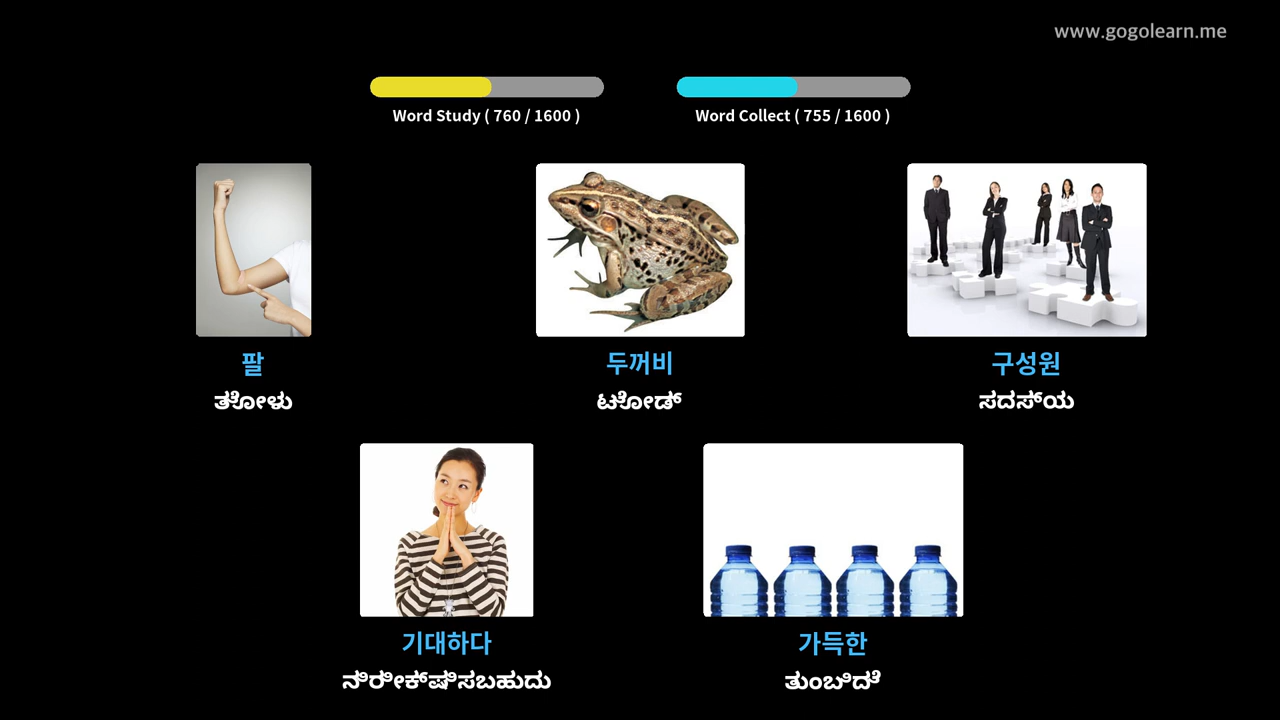 www.gogolearn.me
Word Study ( 760 / 1600 )
Word Collect ( 755 / 1600 )
팔
두꺼비
구성원
ತೋಳು
ಟೋಡ್
ಸದಸ್ಯ
기대하다
가득한
ನಿರೀಕ್ಷಿಸಬಹುದು
ತುಂಬಿದೆ